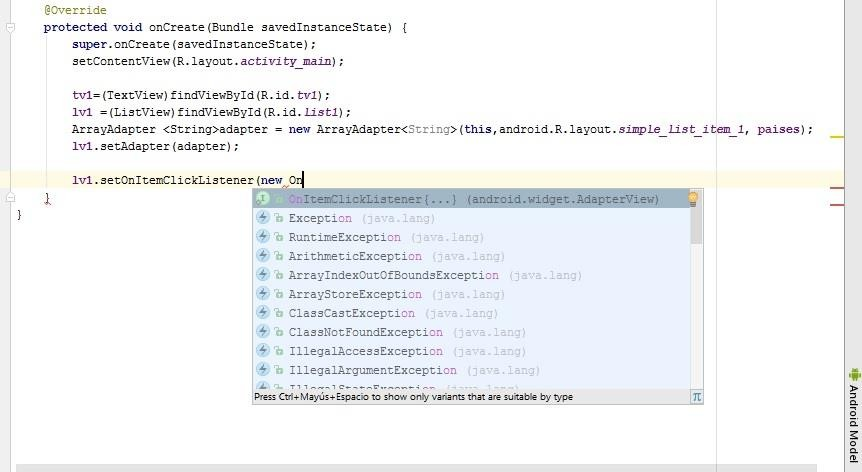 @Override
protected void onCreate(Bundle savedInstanceState) {
super.onCreate(savedInstanceState);
setContentView(R.layout.activity_main);
tv1=(TextView)findViewById(R.id.tv1);
lv1 =(ListView)findViewById(R.id.list1);
ArrayAdapter <String>adapter = new ArrayAdapter<String>(this,android.R.layout.simple_list_item_1, paises);
lv1.setAdapter(adapter);
lv1.setOnItemClickListener(new On
}
}
OnItemClickListener{...} (android.widget.AdapterView)
Exception (java.lang)
RuntimeException (java.lang)
ArithmeticException (java.lang)
ArrayIndexOutOfBoundsException (java.lang)
ArrayStoreException (java.lang)
ClassCastException (java.lang)
ClassNotFoundException (java.lang)
IllegalAccessException (java.lang)
IllegalArgumentException (java.lang)
IllegalStateException (java.lang)
Press Ctrl+Mayús+Espacio to show only variants that are suitable by type
π
Android Model